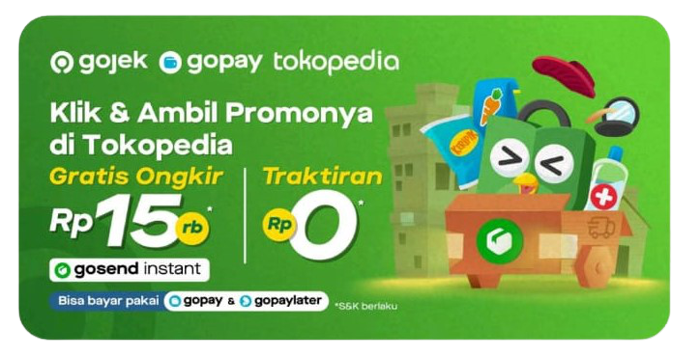 gojek gopay tokopedia
Klik & Ambil Promonya
di Tokopedia
Gratis Ongkir
Rp15rb*
Traktiran
Rp0*
gosend instant
Bisa bayar pakai gopay & gopaylater *S&K berlaku